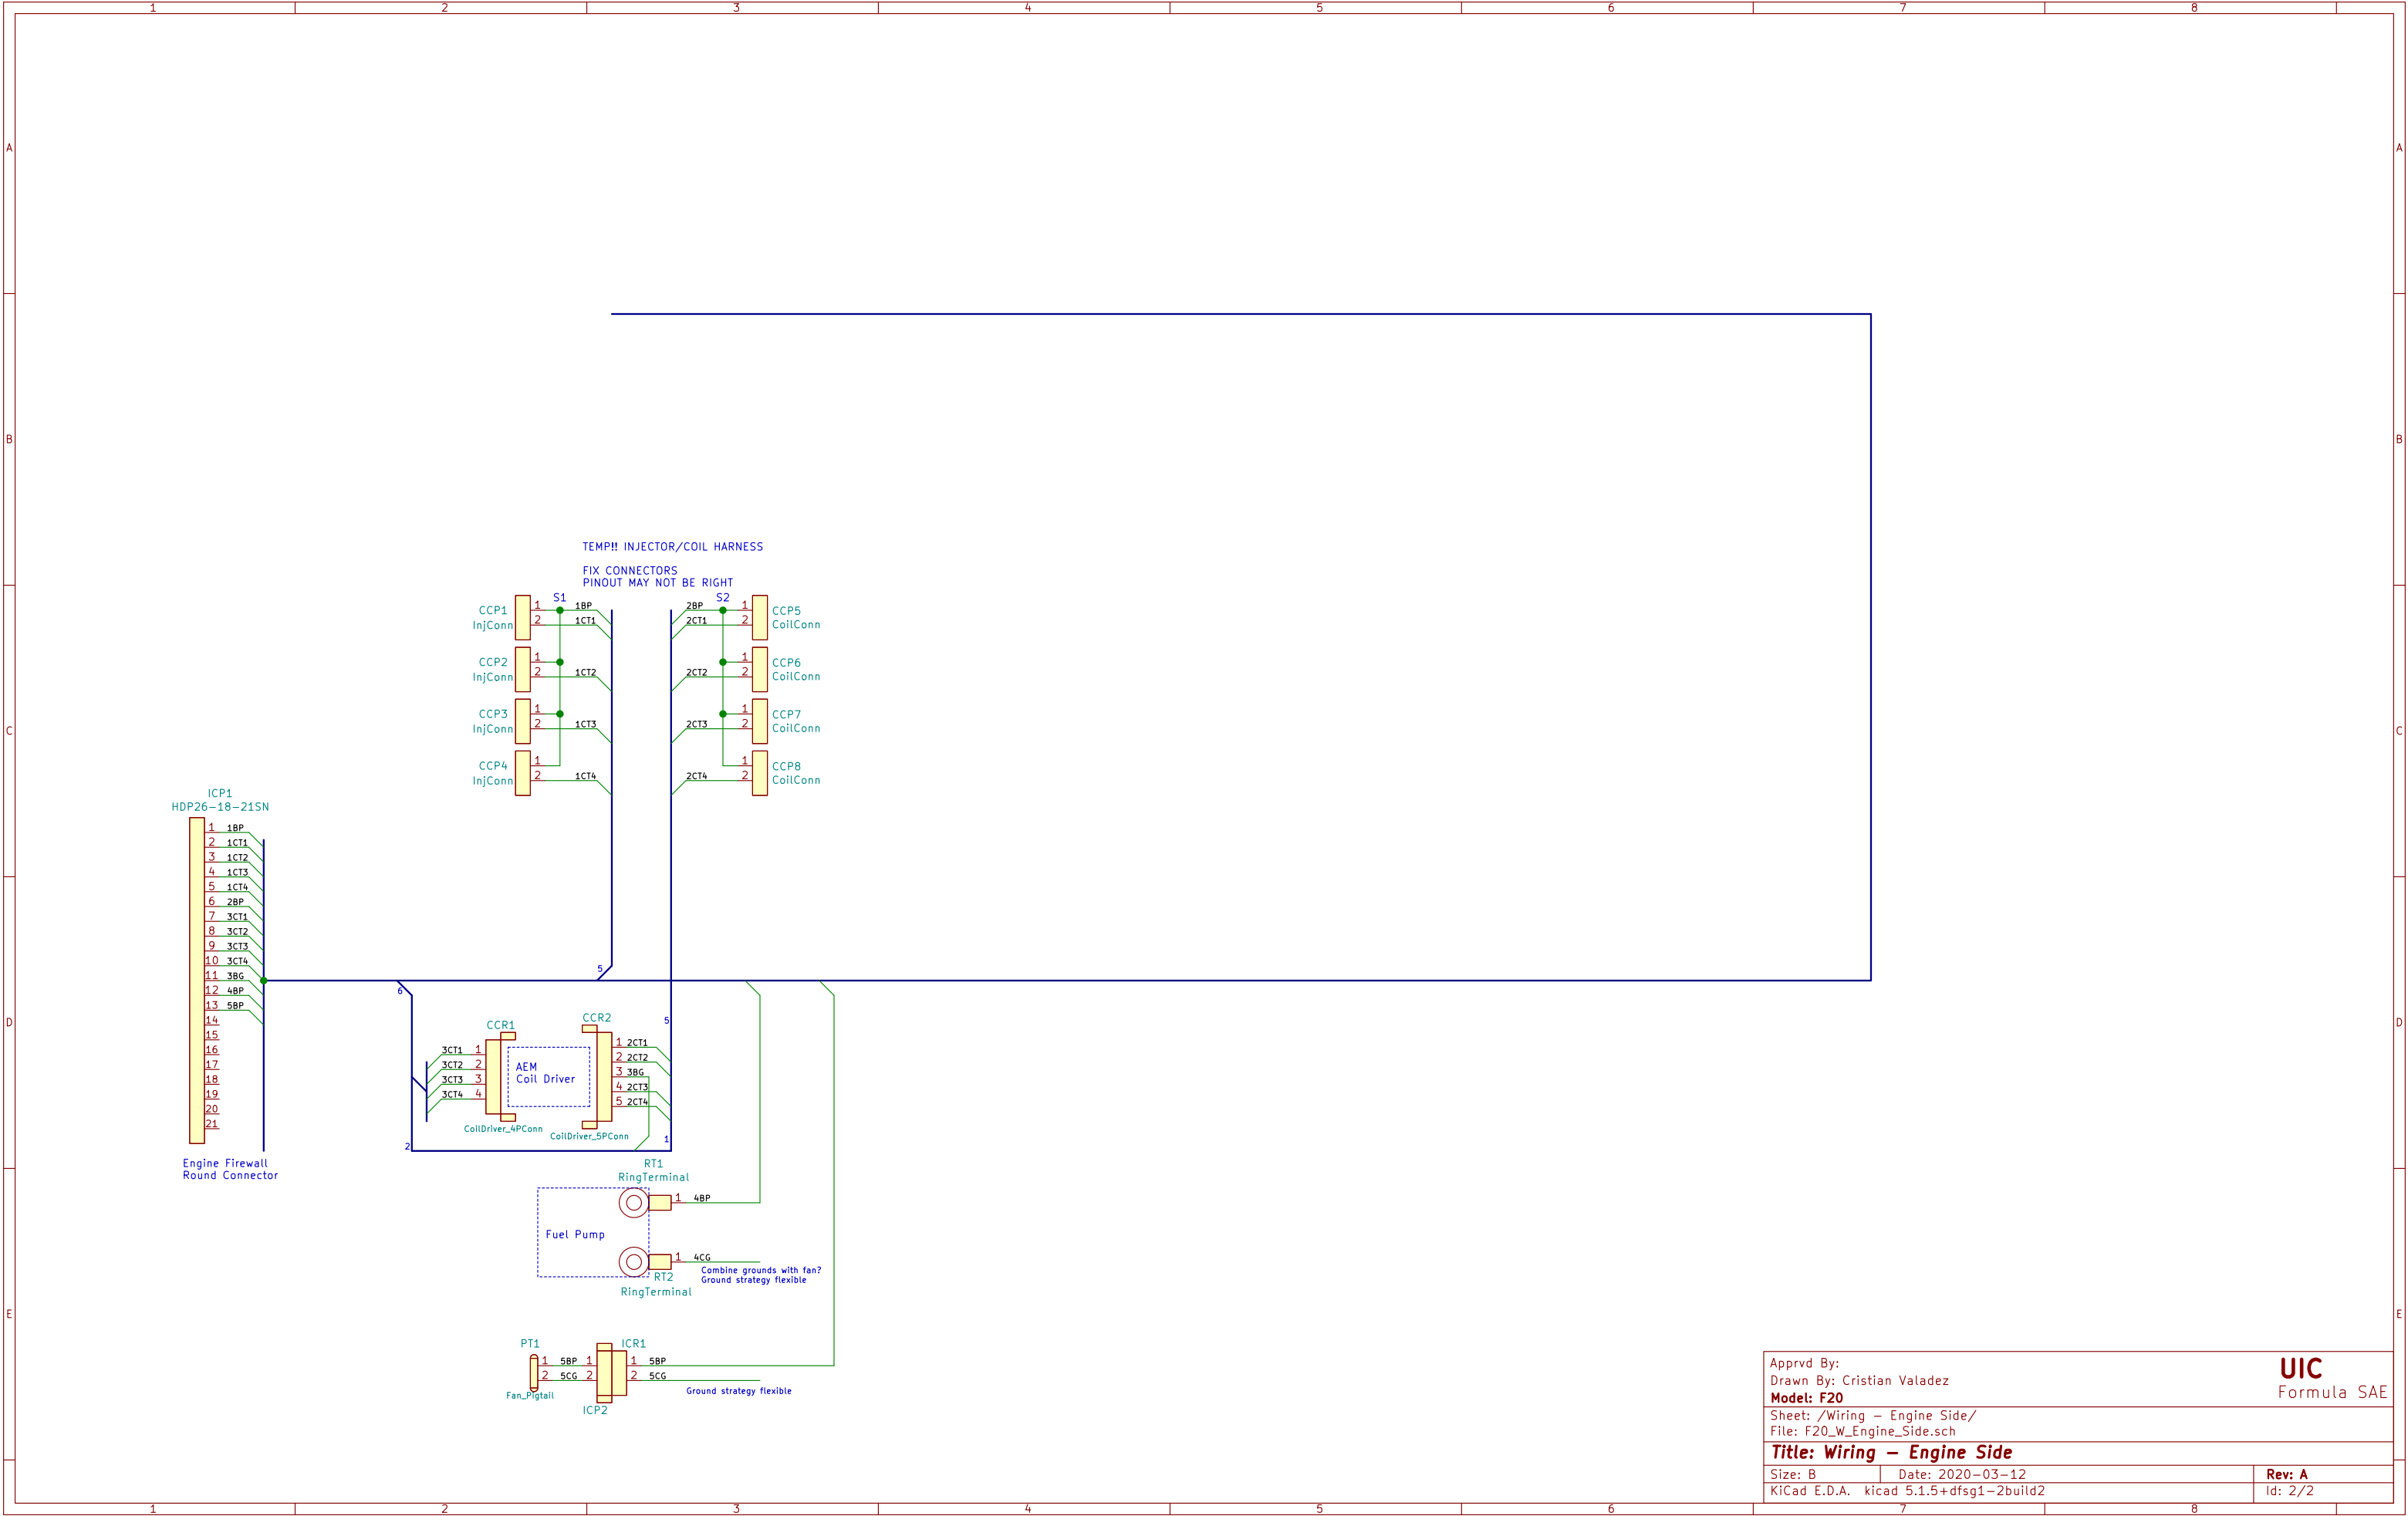 1 2 3 4 5 6 7 8
A A
B B
C C
D D
E E
TEMP!! INJECTOR/COIL HARNESS
FIX CONNECTORS
PINOUT MAY NOT BE RIGHT
S1
S2
CCP1
InjConn
1 1BP
2 1CT1
CCP2
InjConn
1
2 1CT2
CCP3
InjConn
1
2 1CT3
CCP4
InjConn
1
2 1CT4
2BP 1
2CT1 2
CCP5
CoilConn
1
2CT2 2
CCP6
CoilConn
1
2CT3 2
CCP7
CoilConn
1
2CT4 2
CCP8
CoilConn
ICP1
HDP26-18-21SN
1 1BP
2 1CT1
3 1CT2
4 1CT3
5 1CT4
6 2BP
7 3CT1
8 3CT2
9 3CT3
10 3CT4
11 3BG
12 4BP
13 5BP
14
15
16
17
18
19
20
21
Engine Firewall
Round Connector
5
6
5
2
1
CCR1
3CT1 1
3CT2 2
3CT3 3
3CT4 4
CoilDriver_4PConn
AEM
Coil Driver
CCR2
1 2CT1
2 2CT2
3 3BG
4 2CT3
5 2CT4
CoilDriver_5PConn
RT1
RingTerminal
1 4BP
Fuel Pump
1 4CG
RT2
RingTerminal
Combine grounds with fan?
Ground strategy flexible
PT1
1 5BP 1
2 5CG 2
Fan_Pigtail
ICR1
1 5BP
2 5CG
ICP2
Ground strategy flexible
Apprvd By:
Drawn By: Cristian Valadez
Model: F20
UIC
Formula SAE
Sheet: /Wiring - Engine Side/
File: F20_W_Engine_Side.sch
Title: Wiring - Engine Side
Size: B Date: 2020-03-12 Rev: A
KiCad E.D.A. kicad 5.1.5+dfsg1-2build2 Id: 2/2
1 2 3 4 5 6 7 8